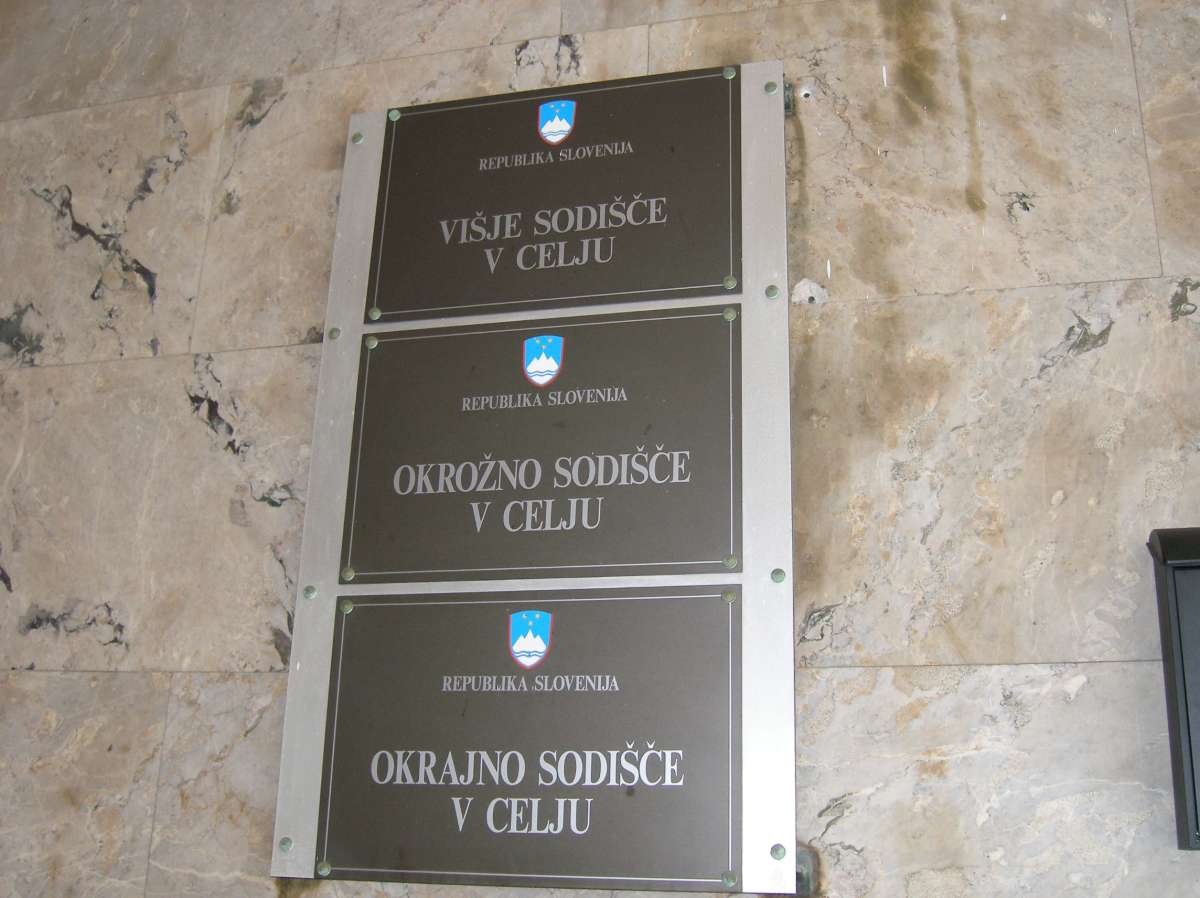 REPUBLIKA SLOVENIJA
VIŠJE SODIŠČE
V CELJU
REPUBLIKA SLOVENIJA
OKROŽNO SODIŠČE
V CELJU
REPUBLIKA SLOVENIJA
OKRAJNO SODIŠČE
V CELJU